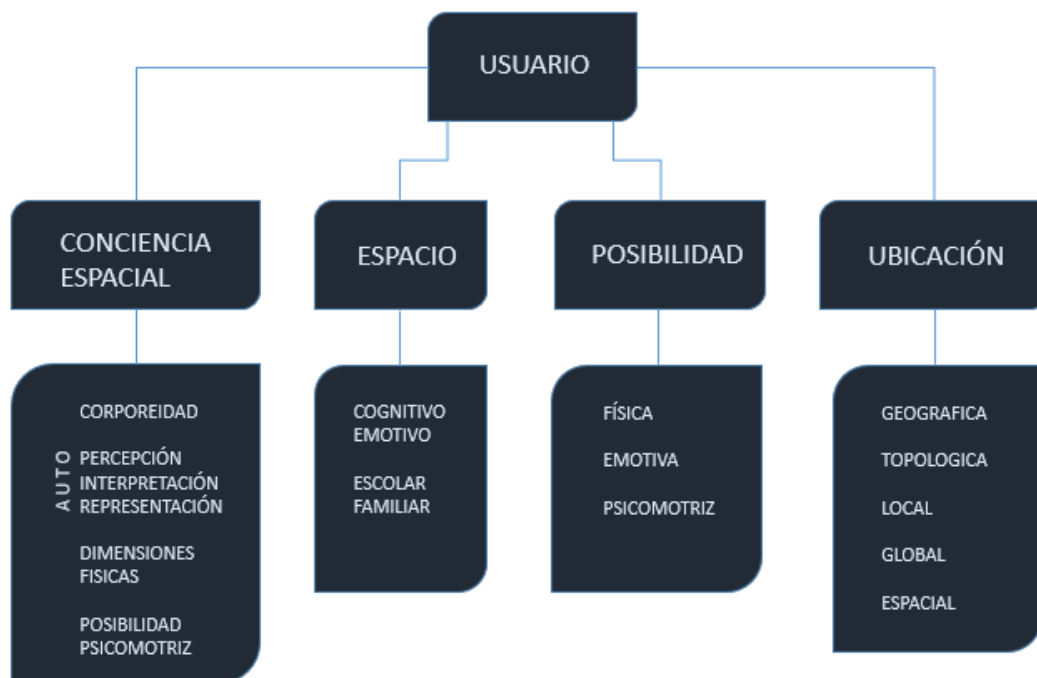 USUARIO
CONCIENCIA
ESPACIAL
ESPACIO
POSIBILIDAD
UBICACIÓN
CORPOREIDAD
AUTO
PERCEPCIÓN
INTERPRETACIÓN
REPRESENTACIÓN
DIMENSIONES
FISICAS
POSIBILIDAD
PSICOMOTRIZ
COGNITIVO
EMOTIVO
ESCOLAR
FAMILIAR
FÍSICA
EMOTIVA
PSICOMOTRIZ
GEOGRAFICA
TOPOLOGICA
LOCAL
GLOBAL
ESPACIAL